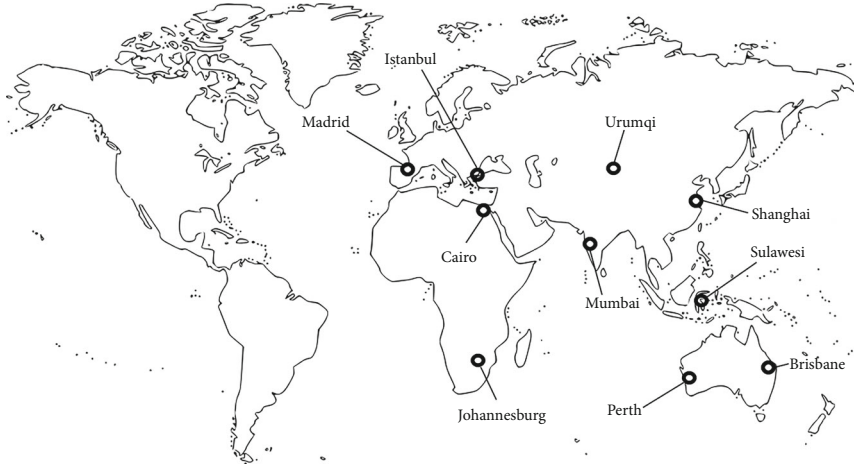 Istanbul
Madrid
Urumqi
Shanghai
Cairo
Sulawesi
Mumbai
Brisbane
Johannesburg
Perth